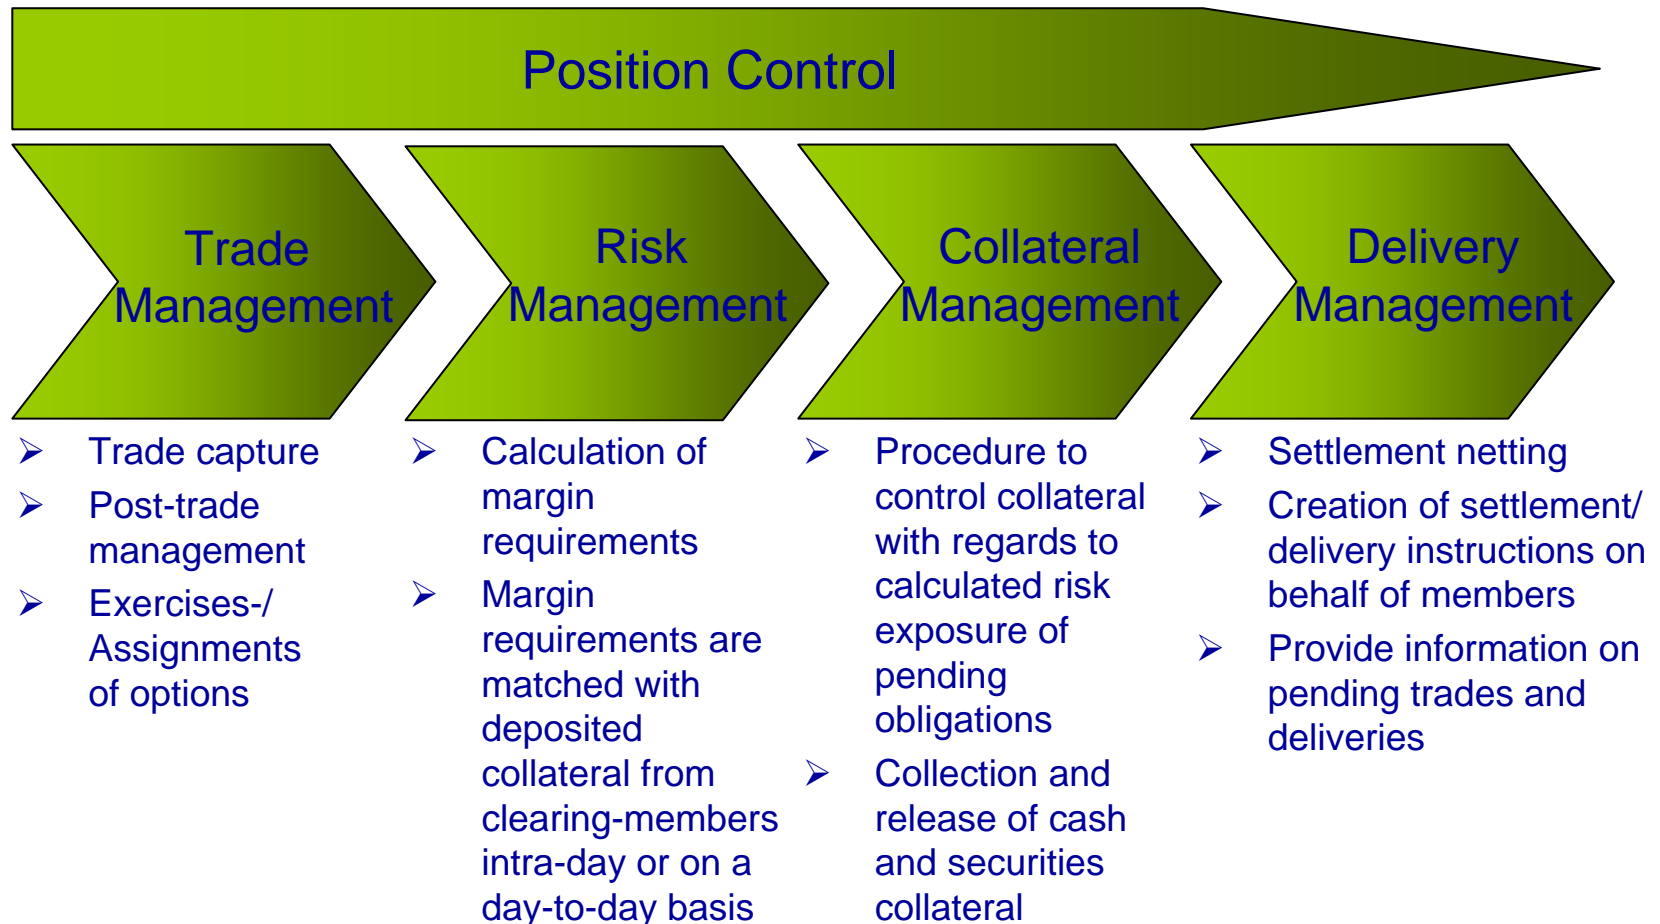 Position Control
Trade
Management
Risk
Management
Collateral
Management
Delivery
Management
➢ Trade capture
➢ Post-trade
management
➢ Exercises-/
Assignments
of options
➢ Calculation of
margin
requirements
➢ Margin
requirements are
matched with
deposited
collateral from
clearing-members
intra-day or on a
day-to-day basis
➢ Procedure to
control collateral
with regards to
calculated risk
exposure of
pending
obligations
➢ Collection and
release of cash
and securities
collateral
➢ Settlement netting
➢ Creation of settlement/
delivery instructions on
behalf of members
➢ Provide information on
pending trades and
deliveries